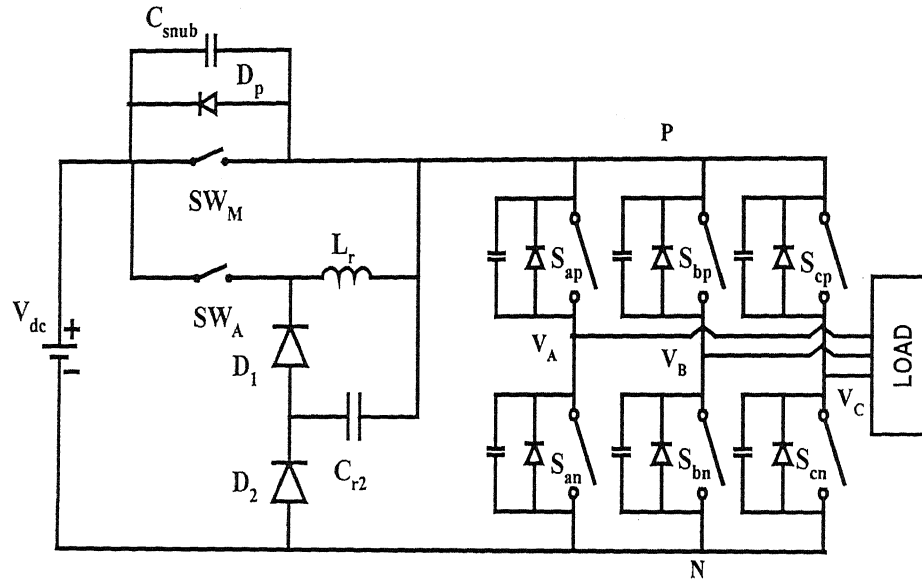 C_snub
D_p
P
SW_M
L_r
V_dc
+
-
SW_A
D_1
D_2
C_r2
S_ap
S_bp
S_cp
V_A
V_B
V_C
LOAD
S_an
S_bn
S_cn
N